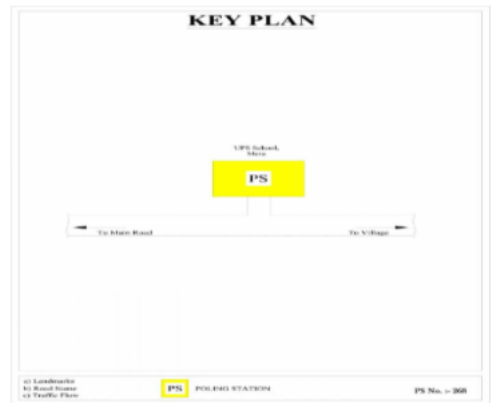 KEY PLAN
UPS School,
PS
To Main Road
To Village
a) Landmarks
b) Road Name
c) Traffic Flow
PS
POLING STATION
PS No. :- 268